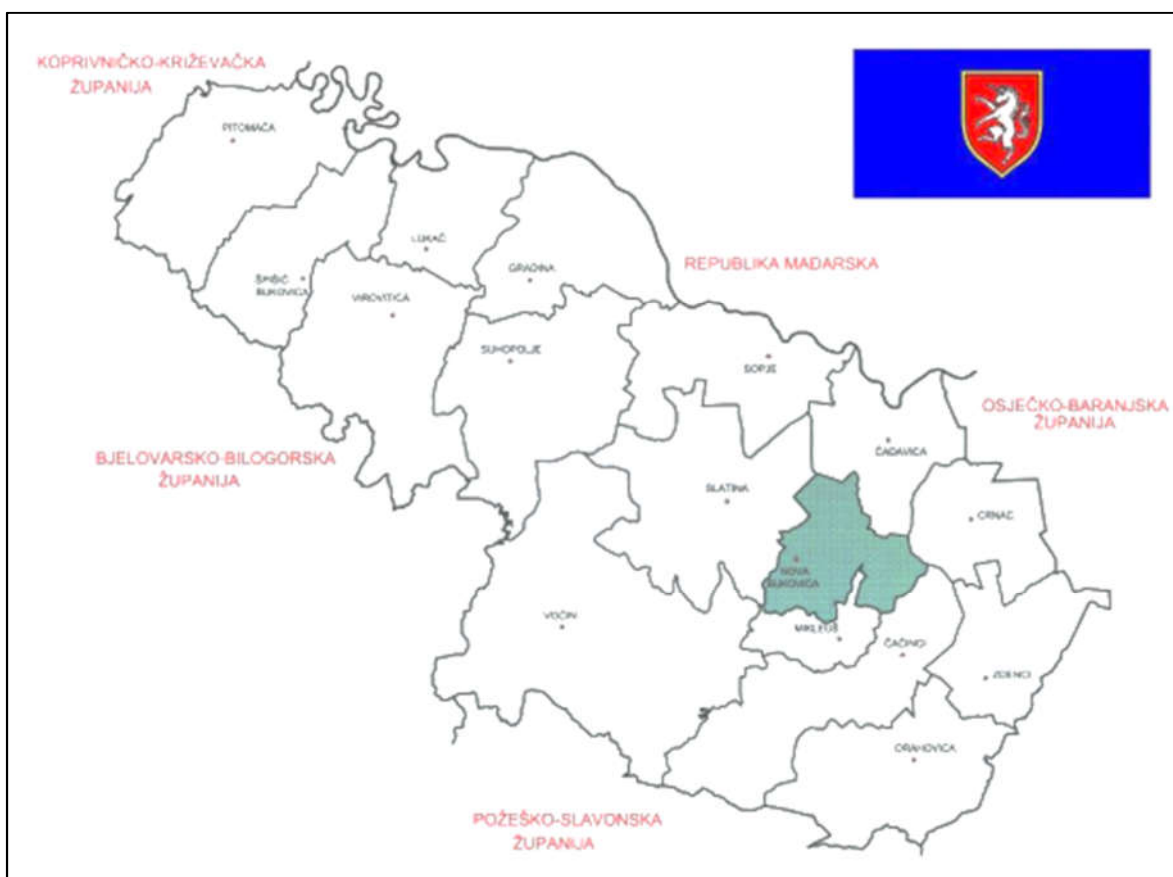 KOPRIVNIČKO-KRIŽEVAČKA
ŽUPANIJA
PITOMAČA
LUKAČ
GRADINA
REPUBLIKA MAĐARSKA
ŠPIŠIĆ
BUKOVICA
VIROVITICA
SUHOPOLJE
SOPJE
OSJEČKO-BARANJSKA
ŽUPANIJA
BJELOVARSKO-BILOGORSKA
ŽUPANIJA
ČAĐAVICA
SLATINA
CRNAC
NOVA
BUKOVICA
VOĆIN
MIKLEUŠ
ČAČINCI
ZDENCI
ORAHOVICA
POŽEŠKO-SLAVONSKA
ŽUPANIJA